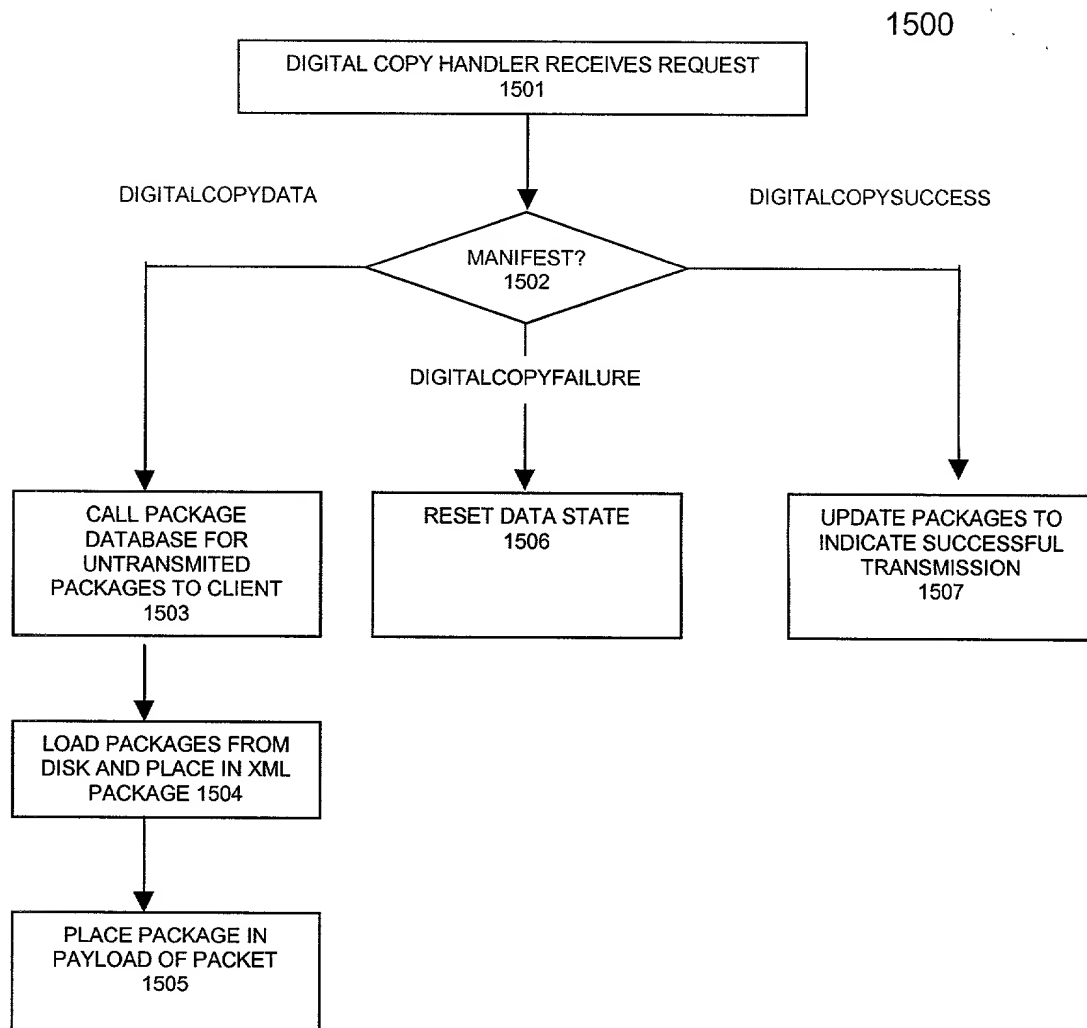 1500
DIGITAL COPY HANDLER RECEIVES REQUEST
1501
DIGITALCOPYDATA
DIGITALCOPYSUCCESS
MANIFEST?
1502
DIGITALCOPYFAILURE
CALL PACKAGE
DATABASE FOR
UNTRANSMITED
PACKAGES TO CLIENT
1503
RESET DATA STATE
1506
UPDATE PACKAGES TO
INDICATE SUCCESSFUL
TRANSMISSION
1507
LOAD PACKAGES FROM
DISK AND PLACE IN XML
PACKAGE 1504
PLACE PACKAGE IN
PAYLOAD OF PACKET
1505